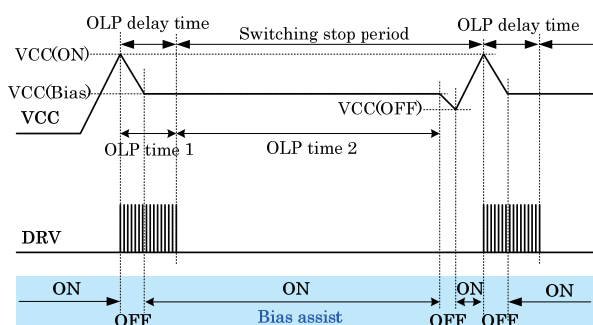 OLP delay time
OLP delay time
Switching stop period
VCC(ON)
VCC(Bias)
VCC(OFF)
VCC
OLP time 1
OLP time 2
DRV
ON
ON
ON
ON
OFF
Bias assist
OFF
OFF